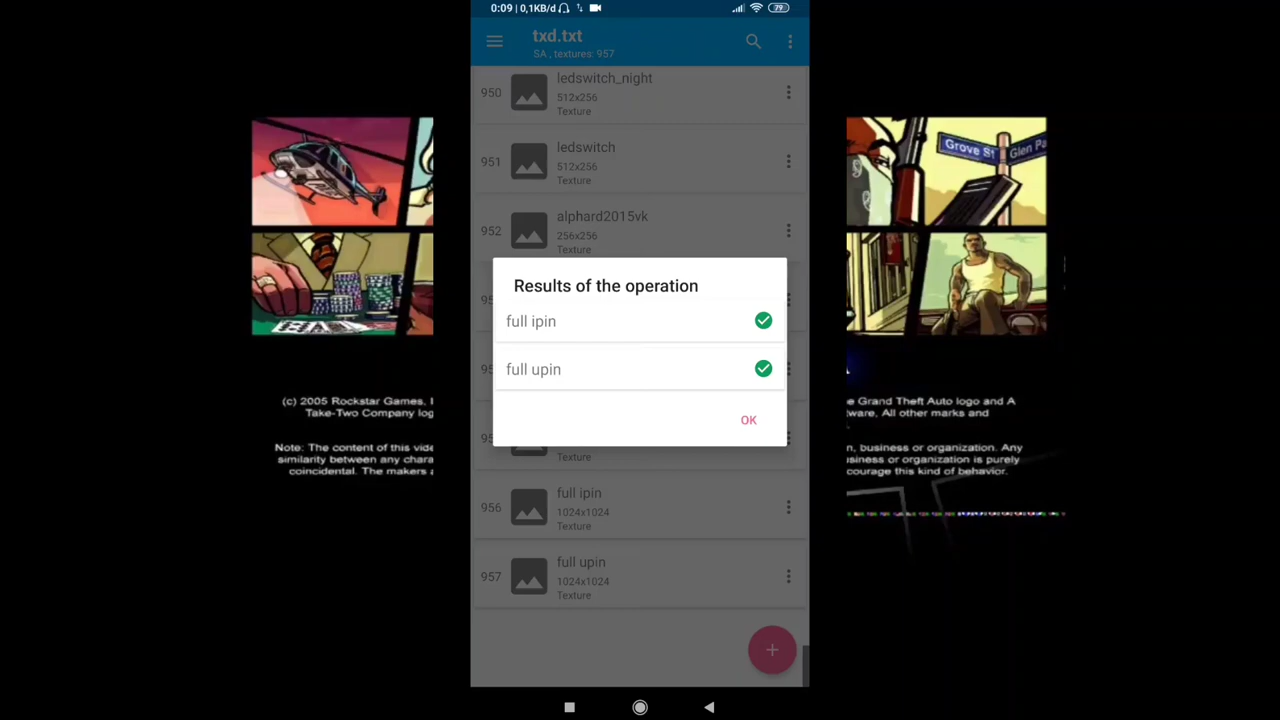 0:09 | 0,1KB/d
79
txd.txt
SA , textures: 957
950
ledswitch_night
512x256
Texture
951
ledswitch
512x256
Texture
952
alphard2015vk
256x256
Texture
Results of the operation
full ipin
full upin
OK
Texture
956
full ipin
1024x1024
Texture
957
full upin
1024x1024
Texture
Grove St
Glen Pa
(c) 2005 Rockstar Games,
Take-Two Company log
Note: The content of this vide
similarity between any chara
coincidental. The makers
e Grand Theft Auto logo and A
tware, All other marks and
n, business or organization. Any
usiness or organization is purely
courage this kind of behavior.